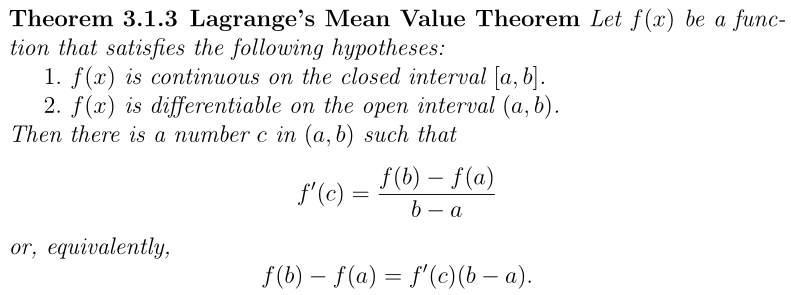 Theorem 3.1.3 Lagrange's Mean Value Theorem Let f(x) be a func-
tion that satisfies the following hypotheses:
1. f(x) is continuous on the closed interval [a, b].
2. f(x) is differentiable on the open interval (a, b).
Then there is a number c in (a, b) such that
f′(c) = \frac{f(b) − f(a)}{b − a}
or, equivalently,
f(b) − f(a) = f′(c)(b − a).